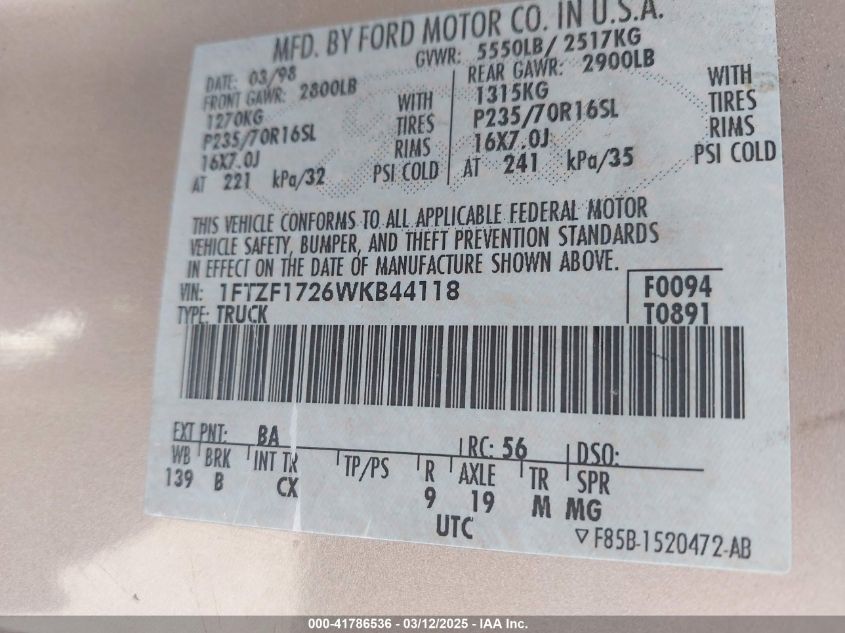 MFD. BY FORD MOTOR CO. IN U.S.A.
DATE: 03/98 GVWR: 5550LB/ 2517KG
FRONT GAWR: 2800LB REAR GAWR: 2900LB
1270KG WITH 1315KG WITH
P235/70R16SL TIRES P235/70R16SL TIRES
16X7.0J RIMS 16X7.0J RIMS
AT 221 kPa/32 PSI COLD AT 241 kPa/35 PSI COLD
THIS VEHICLE CONFORMS TO ALL APPLICABLE FEDERAL MOTOR
VEHICLE SAFETY, BUMPER, AND THEFT PREVENTION STANDARDS
IN EFFECT ON THE DATE OF MANUFACTURE SHOWN ABOVE.
VIN: 1FTZF1726WKB44118 F0094
TYPE: TRUCK T0891
EXT PNT: BA RC: 56 DSO:
WB BRK INT TR TP/PS R AXLE TR SPR
139 B CX 9 19 M MG
UTC
▽ F85B-1520472-AB
000-41786536 - 03/12/2025 - IAA Inc.